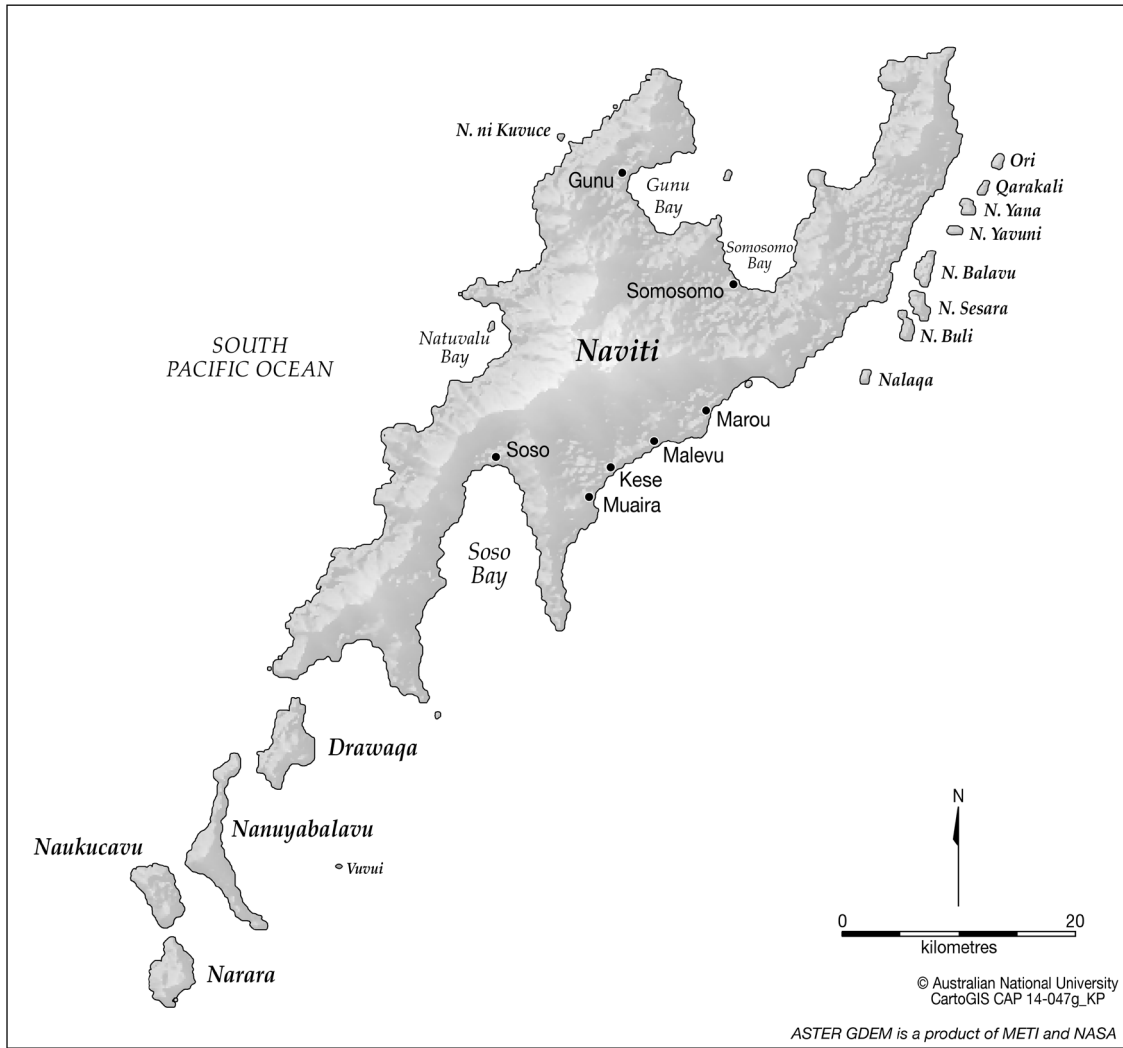 N. ni Kuvuce
Gunu
Gunu
Bay
Ori
Qarakali
N. Yana
N. Yavuni
Somosomo
Bay
N. Balavu
Somosomo
N. Sesara
N. Buli
Natuvalu
Bay
SOUTH
PACIFIC OCEAN
Naviti
Nalaqa
Marou
Soso
Malevu
Kese
Muaira
Soso
Bay
Drawaqa
Nanuyabalavu
Naukucavu
Vuvui
Narara
N
0 20
kilometres
© Australian National University
CartoGIS CAP 14-047g_KP
ASTER GDEM is a product of METI and NASA